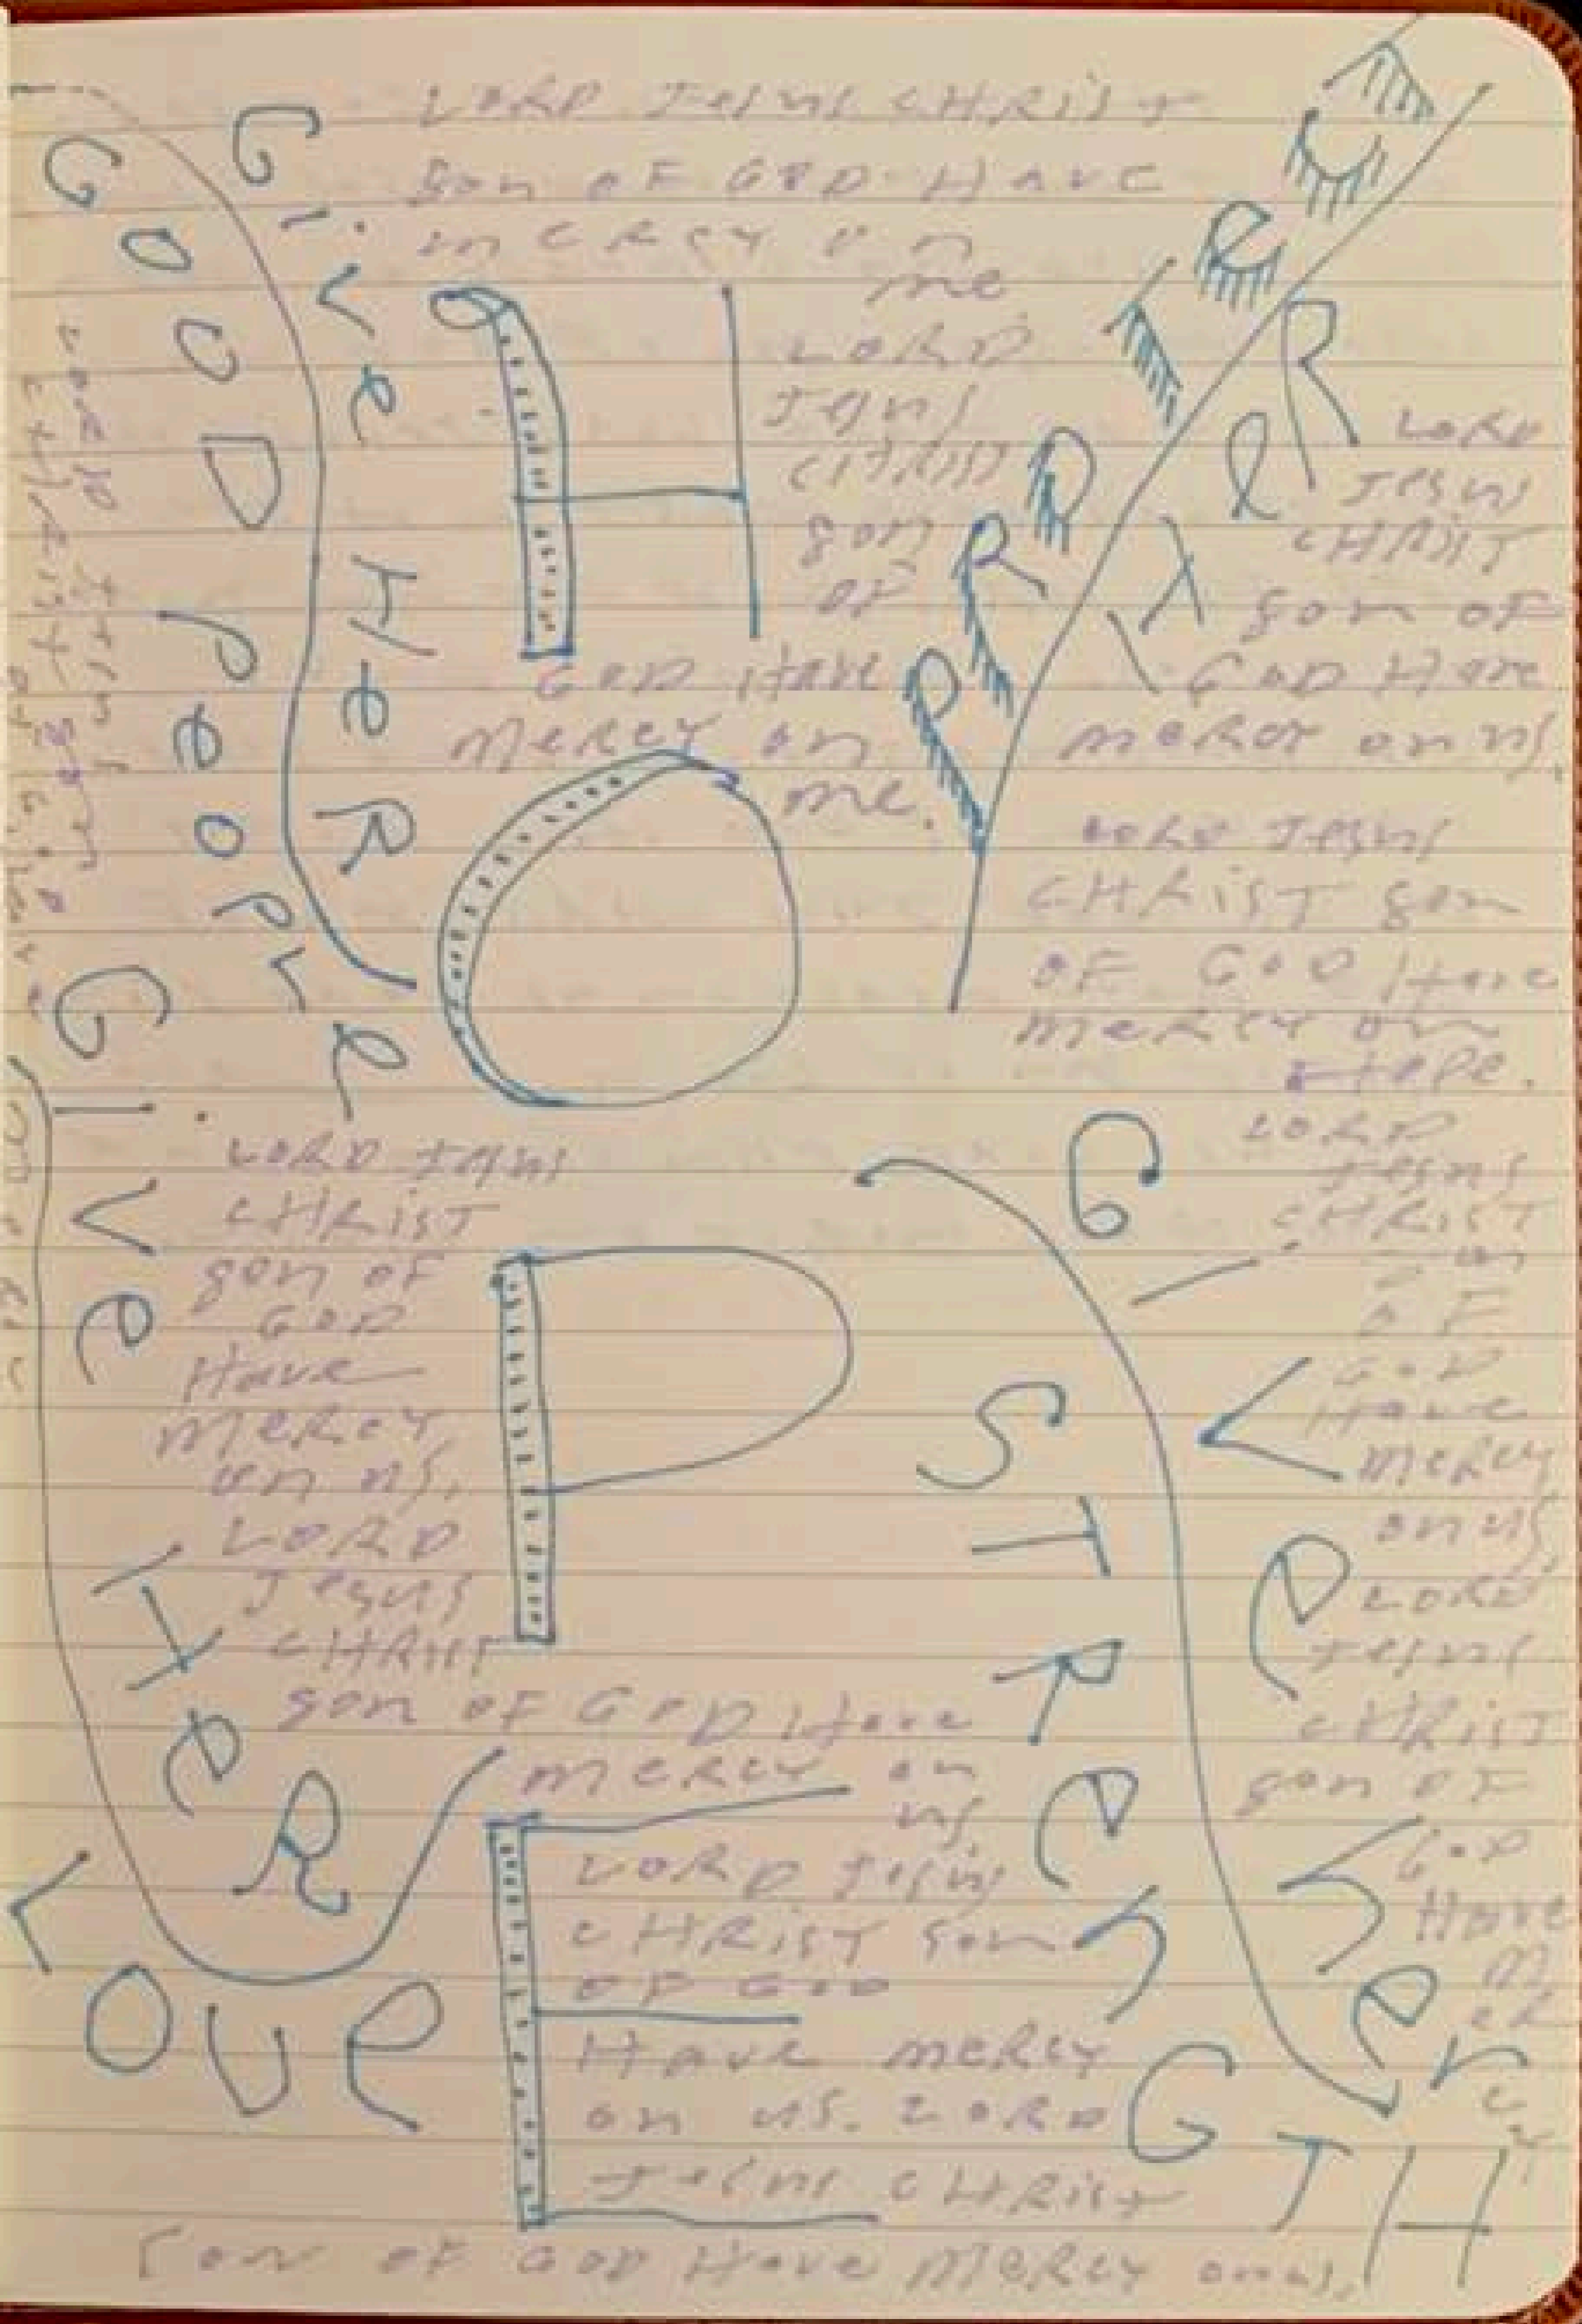 LORD Jesus CHRIST
Son OF GOD Have
mercy on
me
LORD
Jesus
CHRIST
Son
OF
GOD Have
Mercy on
me.
GiVe HeR
GOOD PeOPLe
PROTeCT
HeR
LORD
Jesus
CHRIST
Son OF
GOD Have
mercy on us.
LORD Jesus
CHRIST Son
OF GOD Have
mercy on
Hope.
HOPE
LORD
Jesus
CHRIST
OF
GOD
Have
mercy
on us,
LORD
Jesus
CHRIST
Son OF
GOD
Have
Mer
cy
GiVe HeR
LOve
LORD Jesus
CHRIST
Son OF
GOD
Have
Mercy
on us,
LORD
Jesus
CHRIST
Son OF GOD Have
mercy on
us,
GiVe Her
STRenGTH
LORD Jesus
CHRIST Son
OF GOD
Have mercy
on us. LORD
Jesus CHRIST
Son OF GOD Have Mercy on us,